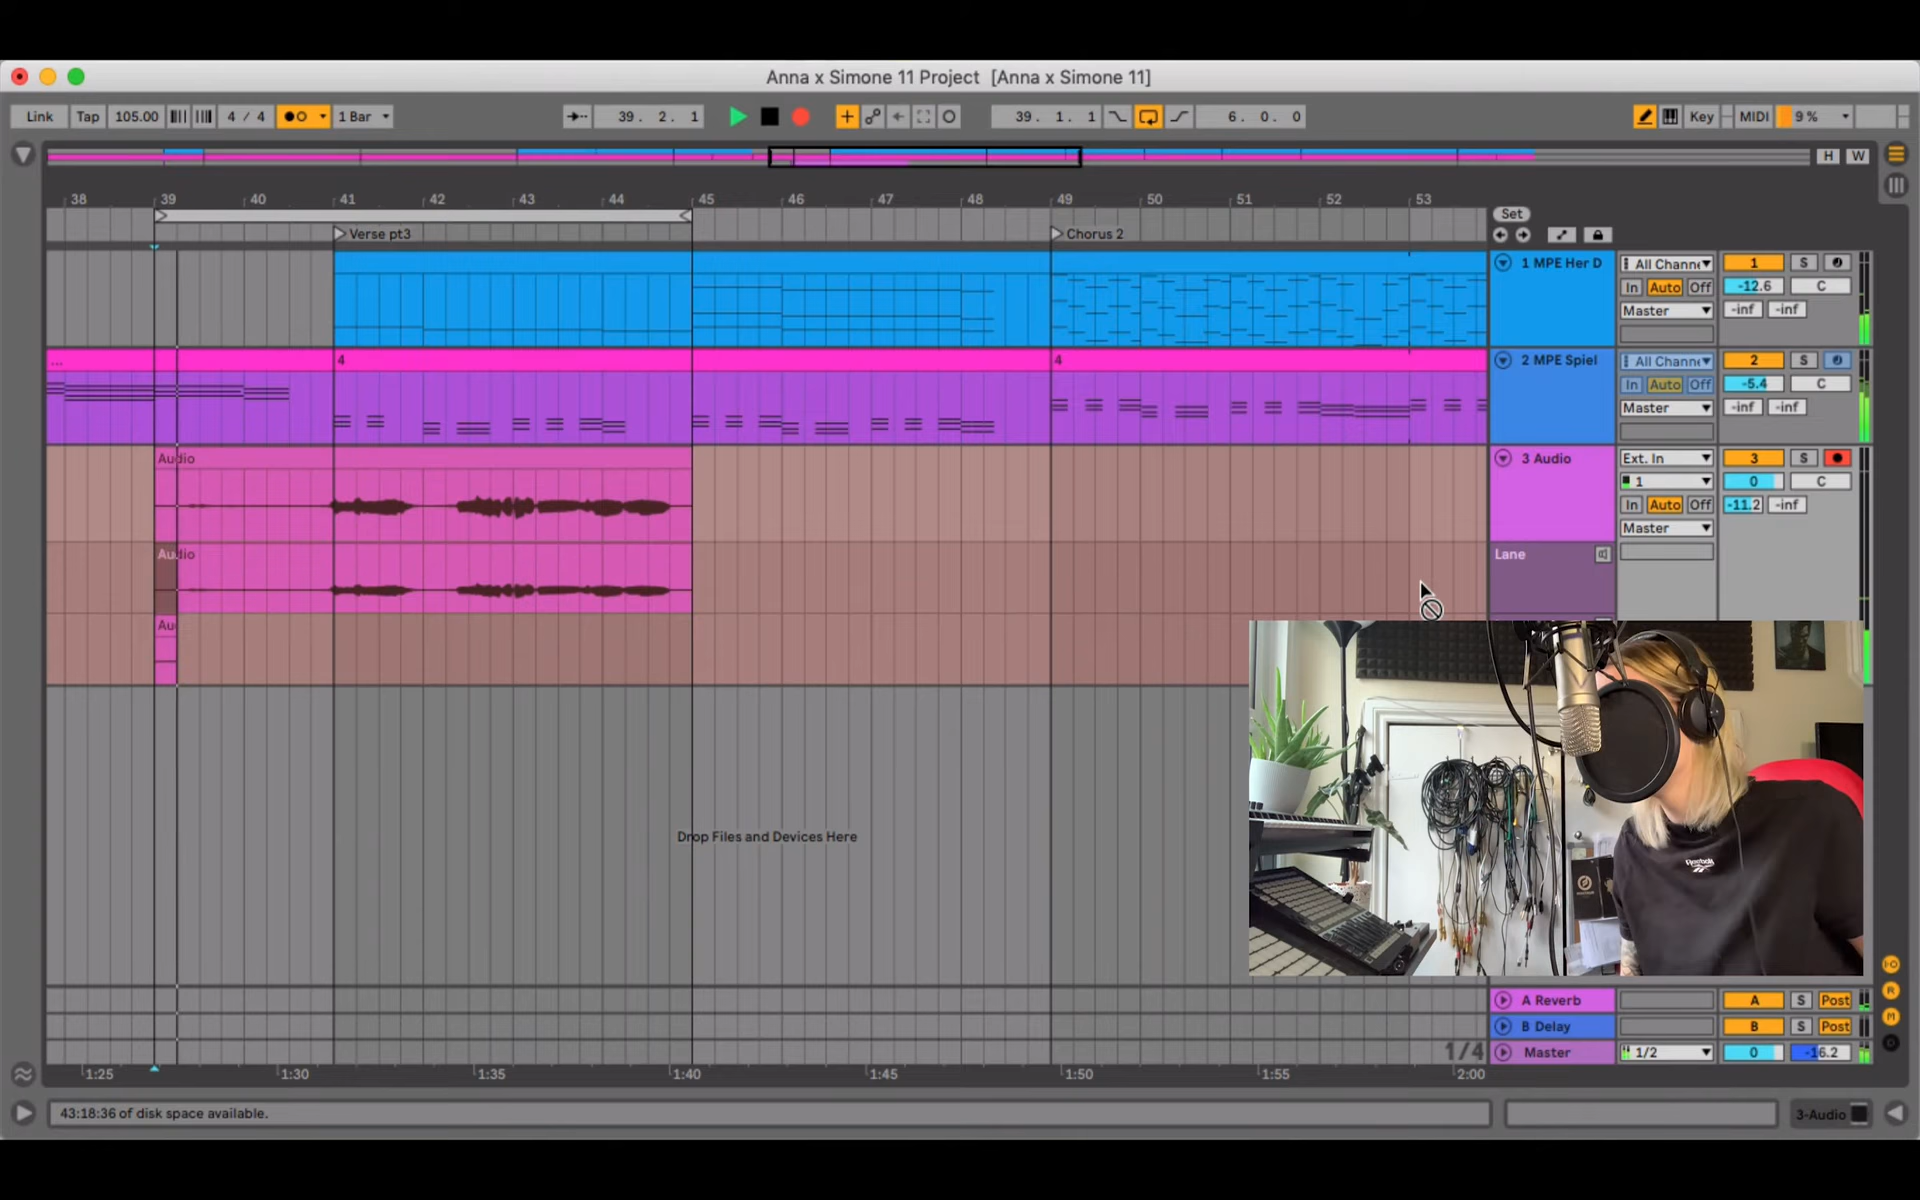 Anna x Simone 11 Project [Anna x Simone 11]
Link Tap 105.00 4 / 4 1 Bar 39. 2. 1 39. 1. 1 6. 0. 0 Key MIDI 9 %
H W
38 39 40 41 42 43 44 45 46 47 48 49 50 51 52 53
Set
Verse pt3 Chorus 2
1 MPE Her D All Chann 1 S
In Auto Off -12.6 C
Master -inf -inf
... 4 4
2 MPE Spiel All Chann 2 S
In Auto Off -5.4 C
Master -inf -inf
Audio
3 Audio Ext. In 3 S
1 0 C
In Auto Off -11.2 -inf
Master
Audio
Lane
Au
Reebok
Drop Files and Devices Here
A Reverb A S Post
B Delay B S Post
1/4 Master 1/2 0 -16.2
1:25 1:30 1:35 1:40 1:45 1:50 1:55 2:00
43:18:36 of disk space available.
3-Audio